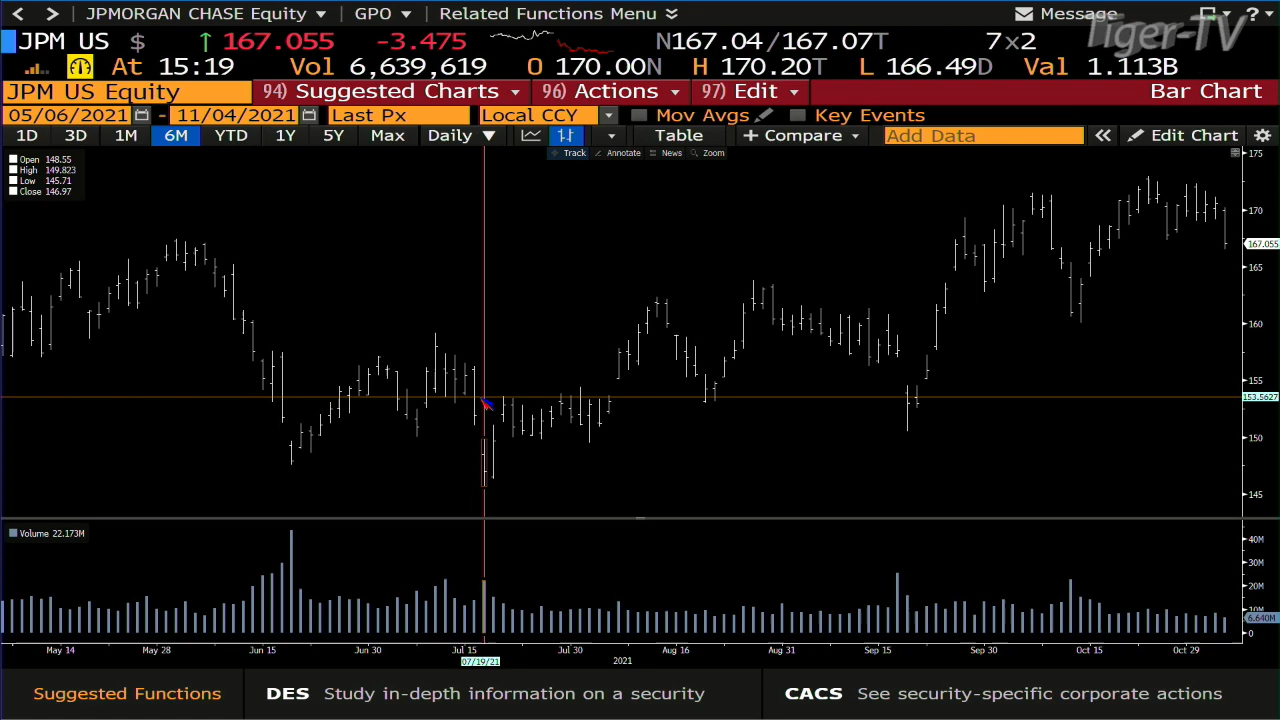 JPMORGAN CHASE Equity GPO Related Functions Menu Message ?
Tiger-TV
JPM US $ 167.055 -3.475 N167.04/167.07T 7x2
At 15:19 Vol 6,639,619 O 170.00N H 170.20T L 166.49D Val 1.113B
JPM US Equity 94) Suggested Charts 96) Actions 97) Edit Bar Chart
05/06/2021 - 11/04/2021 Last Px Local CCY Mov Avgs Key Events
1D 3D 1M 6M YTD 1Y 5Y Max Daily Table + Compare Add Data Edit Chart
Track Annotate News Zoom
Open 148.55
High 149.823
Low 145.71
Close 146.97
175
170
167.055
165
160
155
153.5627
150
145
Volume 22.173M
40M
30M
20M
10M
6.640M
0
May 14 May 28 Jun 15 Jun 30 Jul 15 Jul 30 Aug 16 Aug 31 Sep 15 Sep 30 Oct 15 Oct 29
07/19/21 2021
Suggested Functions DES Study in-depth information on a security CACS See security-specific corporate actions